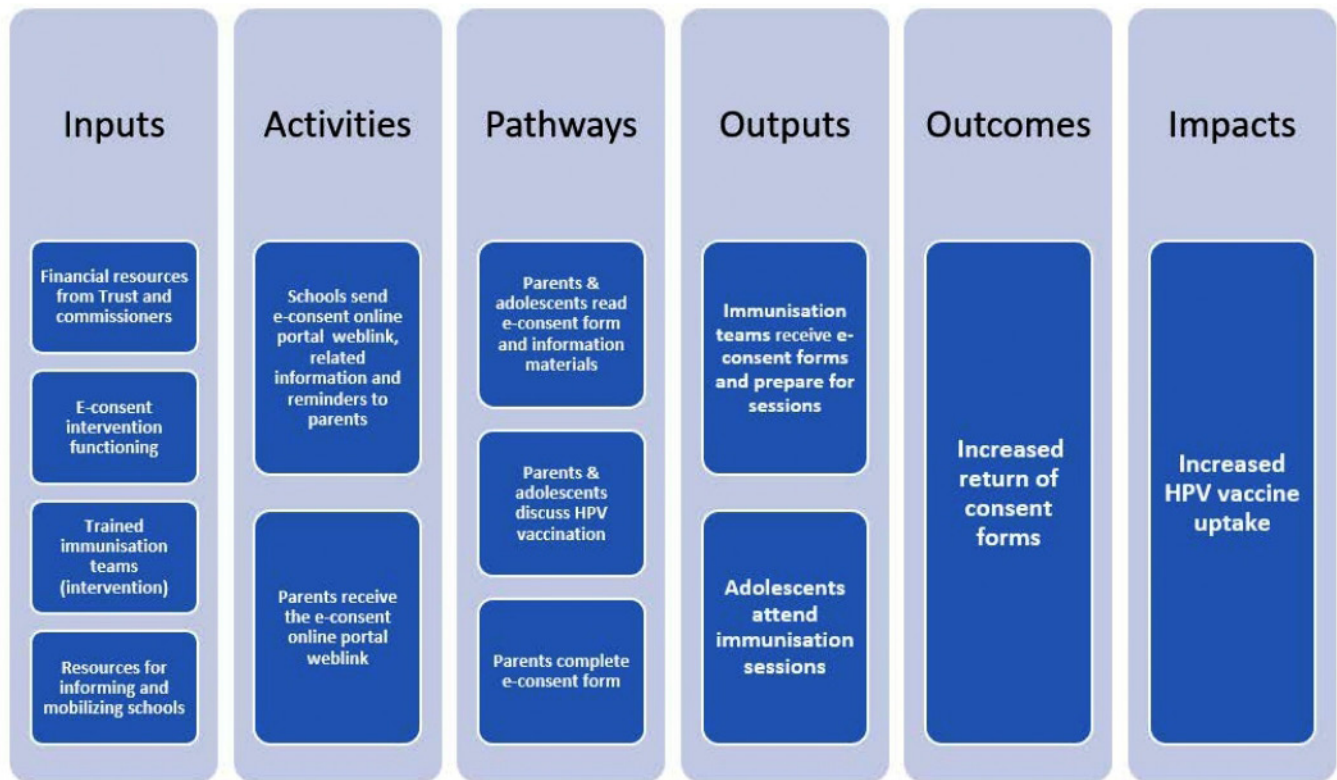 Inputs
Financial resources
from Trust and
commissioners
E-consent
intervention
functioning
Trained
immunisation
teams
(intervention)
Resources for
informing and
mobilizing schools
Activities
Schools send
e-consent online
portal weblink,
related
information and
reminders to
parents
Parents receive
the e-consent
online portal
weblink
Pathways
Parents &
adolescents read
e-consent form
and information
materials
Parents &
adolescents
discuss HPV
vaccination
Parents complete
e-consent form
Outputs
Immunisation
teams receive e-
consent forms
and prepare for
sessions
Adolescents
attend
immunisation
sessions
Outcomes
Increased
return of
consent
forms
Impacts
Increased
HPV vaccine
uptake